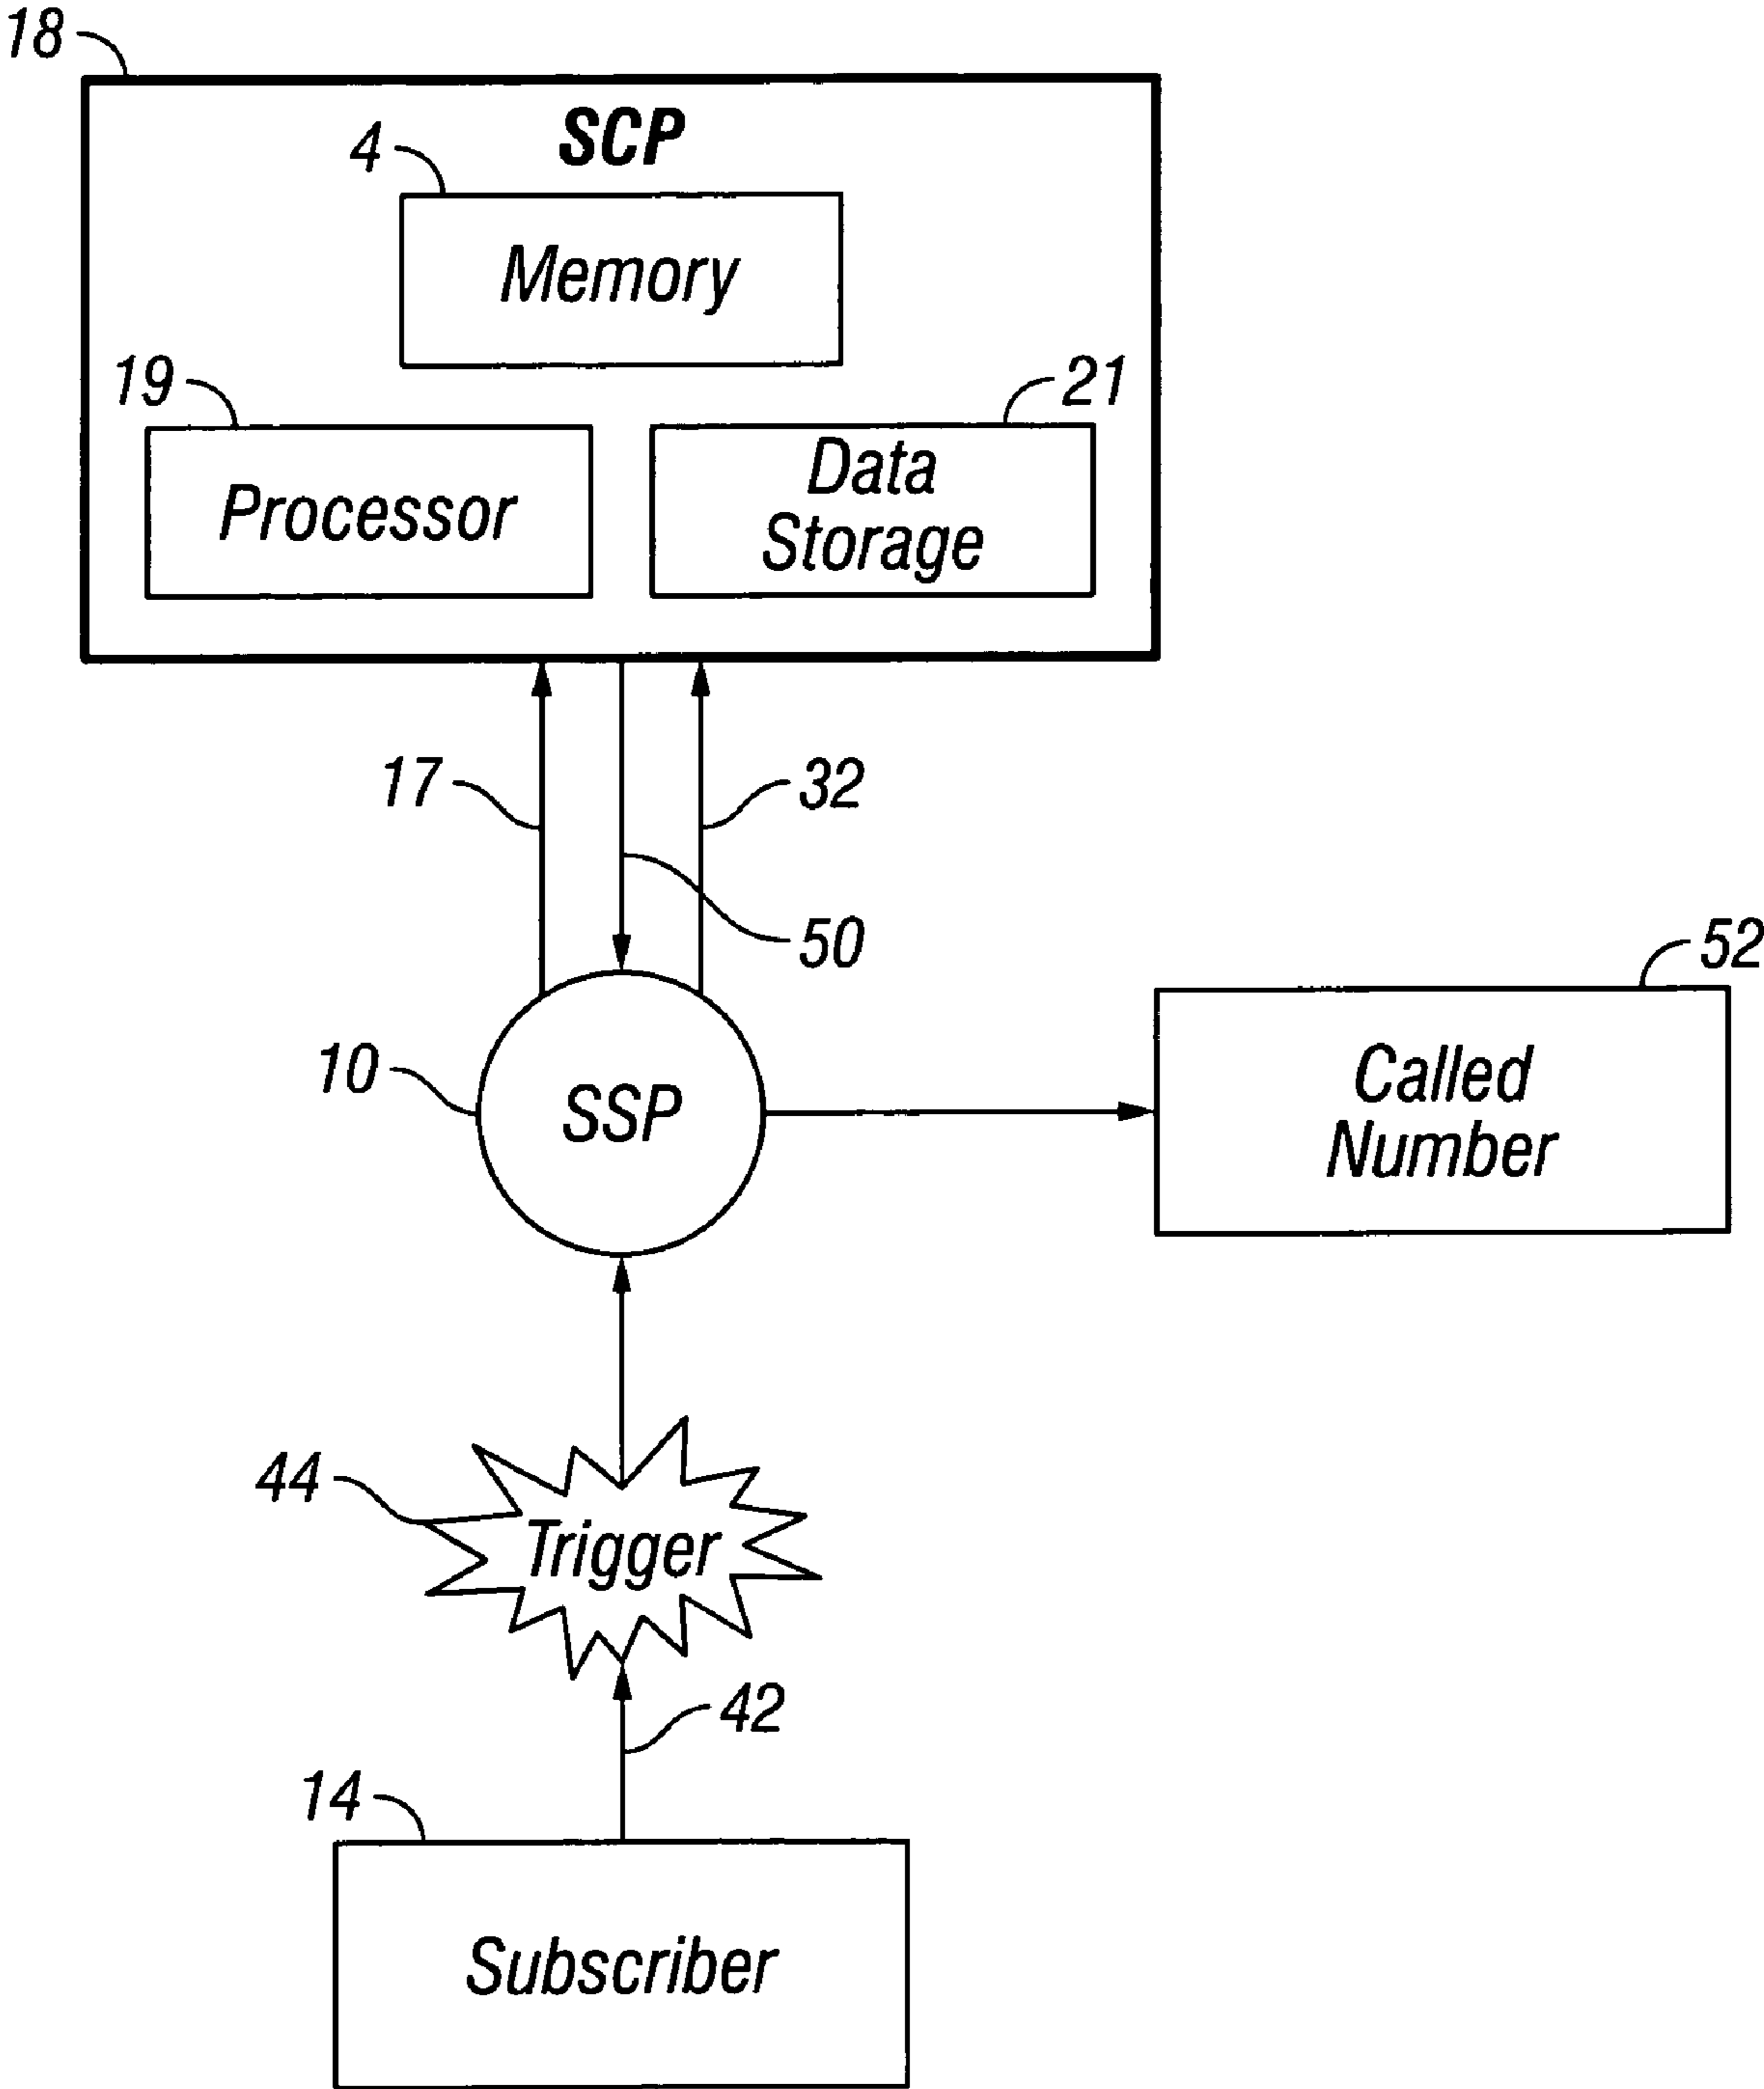 18
SCP
4
Memory
19
21
Processor
Data
Storage
17
32
50
52
10
SSP
Called
Number
44
Trigger
42
14
Subscriber